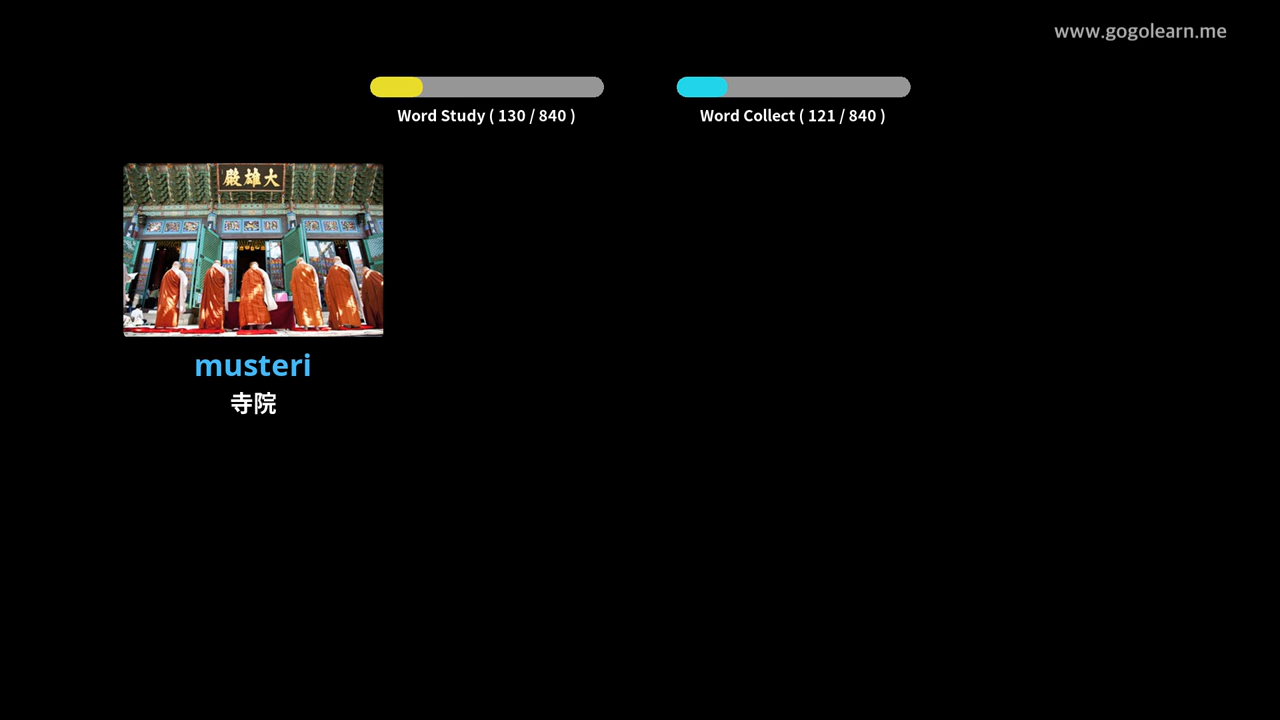 www.gogolearn.me
Word Study ( 130 / 840 )
Word Collect ( 121 / 840 )
殿雄大
musteri
寺院